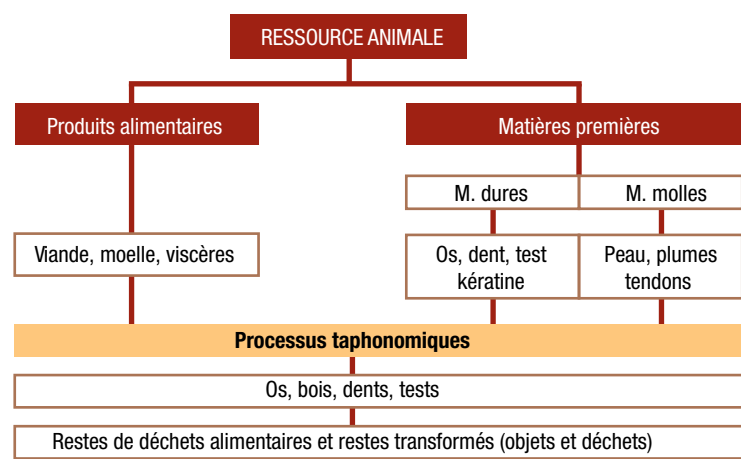 RESSOURCE ANIMALE
Produits alimentaires
Matières premières
M. dures
M. molles
Viande, moelle, viscères
Os, dent, test
kératine
Peau, plumes
tendons
Processus taphonomiques
Os, bois, dents, tests
Restes de déchets alimentaires et restes transformés (objets et déchets)